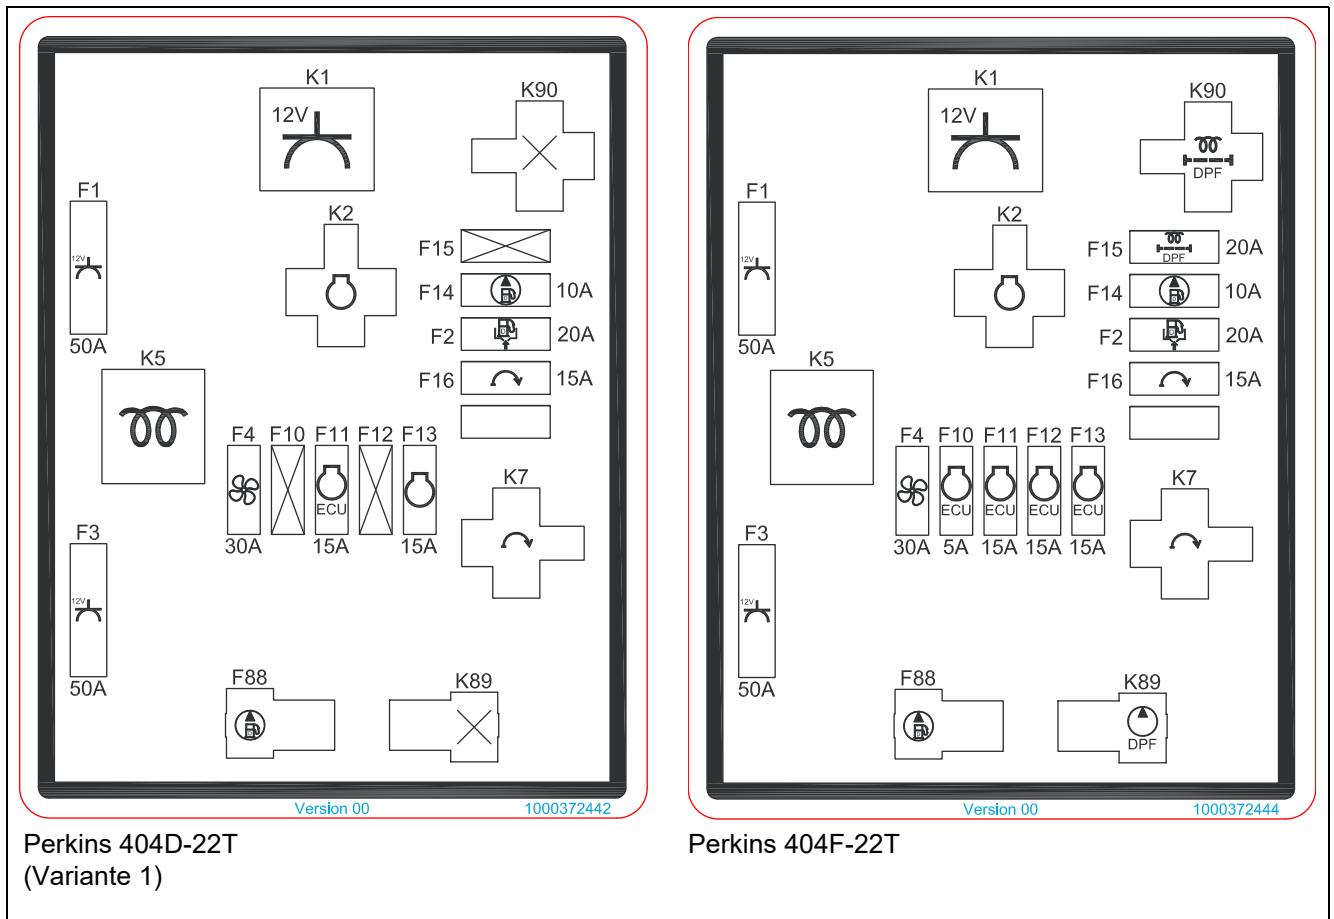 K1
K90
12V
F1
12V
50A
K2
F15
F14 10A
F2 20A
F16 15A
K5
F4 F10 F11 F12 F13
ECU
30A 15A 15A
K7
F3
12V
50A
F88
K89
Version 00 1000372442
Perkins 404D-22T
(Variante 1)
K1
K90
12V
DPF
F1
12V
50A
K2
F15 DPF 20A
F14 10A
F2 20A
F16 15A
K5
F4 F10 F11 F12 F13
ECU ECU ECU ECU
30A 5A 15A 15A 15A
K7
F3
12V
50A
F88
K89
DPF
Version 00 1000372444
Perkins 404F-22T